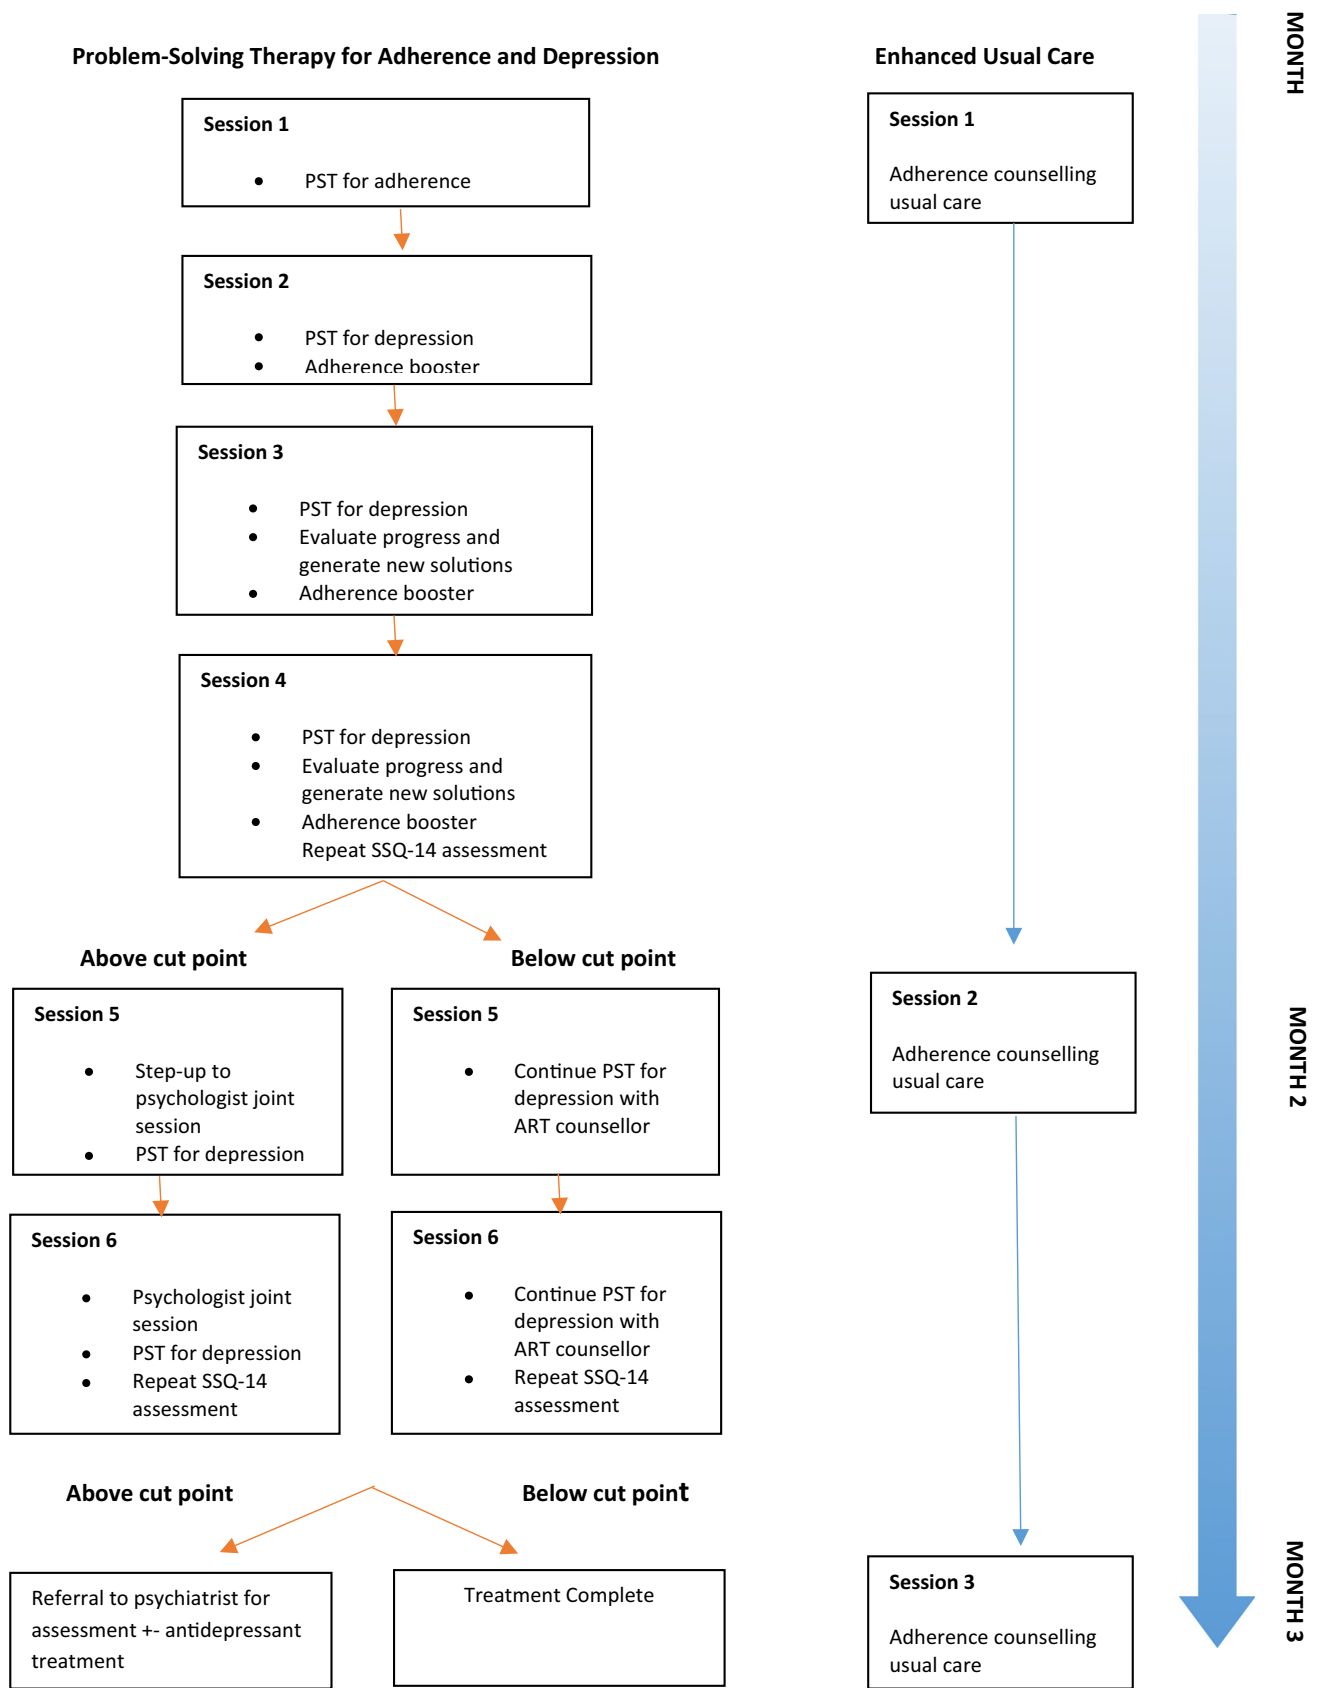 Problem-Solving Therapy for Adherence and Depression
Session 1
• PST for adherence
Session 2
• PST for depression
• Adherence booster
Session 3
• PST for depression
• Evaluate progress and
generate new solutions
• Adherence booster
Session 4
• PST for depression
• Evaluate progress and
generate new solutions
• Adherence booster
Repeat SSQ-14 assessment
Above cut point
Session 5
• Step-up to
psychologist joint
session
• PST for depression
Session 6
• Psychologist joint
session
• PST for depression
• Repeat SSQ-14
assessment
Below cut point
Session 5
• Continue PST for
depression with
ART counsellor
Session 6
• Continue PST for
depression with
ART counsellor
• Repeat SSQ-14
assessment
Above cut point
Referral to psychiatrist for
assessment +- antidepressant
treatment
Below cut point
Treatment Complete
Enhanced Usual Care
Session 1
Adherence counselling
usual care
Session 2
Adherence counselling
usual care
Session 3
Adherence counselling
usual care
MONTH
MONTH 2
MONTH 3